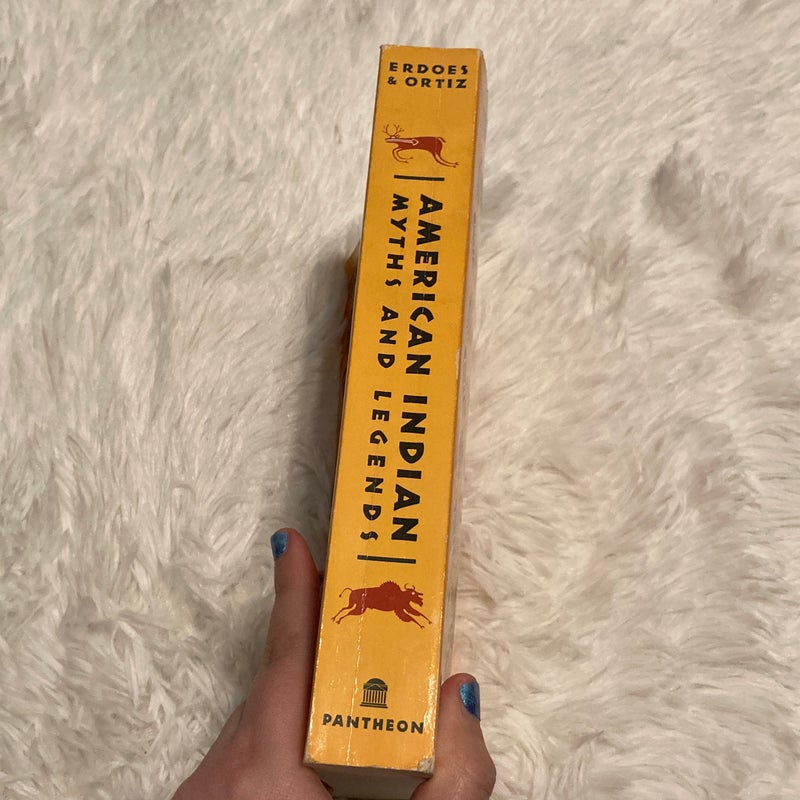 ERDOES
& ORTIZ
AMERICAN INDIAN
MYTHS AND LEGENDS
PANTHEON